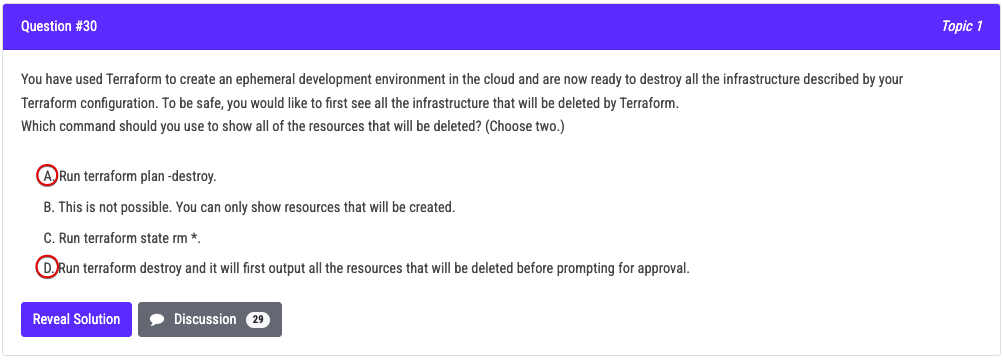 Question #30
Topic 1
You have used Terraform to create an ephemeral development environment in the cloud and are now ready to destroy all the infrastructure described by your
Terraform configuration. To be safe, you would like to first see all the infrastructure that will be deleted by Terraform.
Which command should you use to show all of the resources that will be deleted? (Choose two.)
A. Run terraform plan -destroy.
B. This is not possible. You can only show resources that will be created.
C. Run terraform state rm *.
D. Run terraform destroy and it will first output all the resources that will be deleted before prompting for approval.
Reveal Solution
Discussion 29